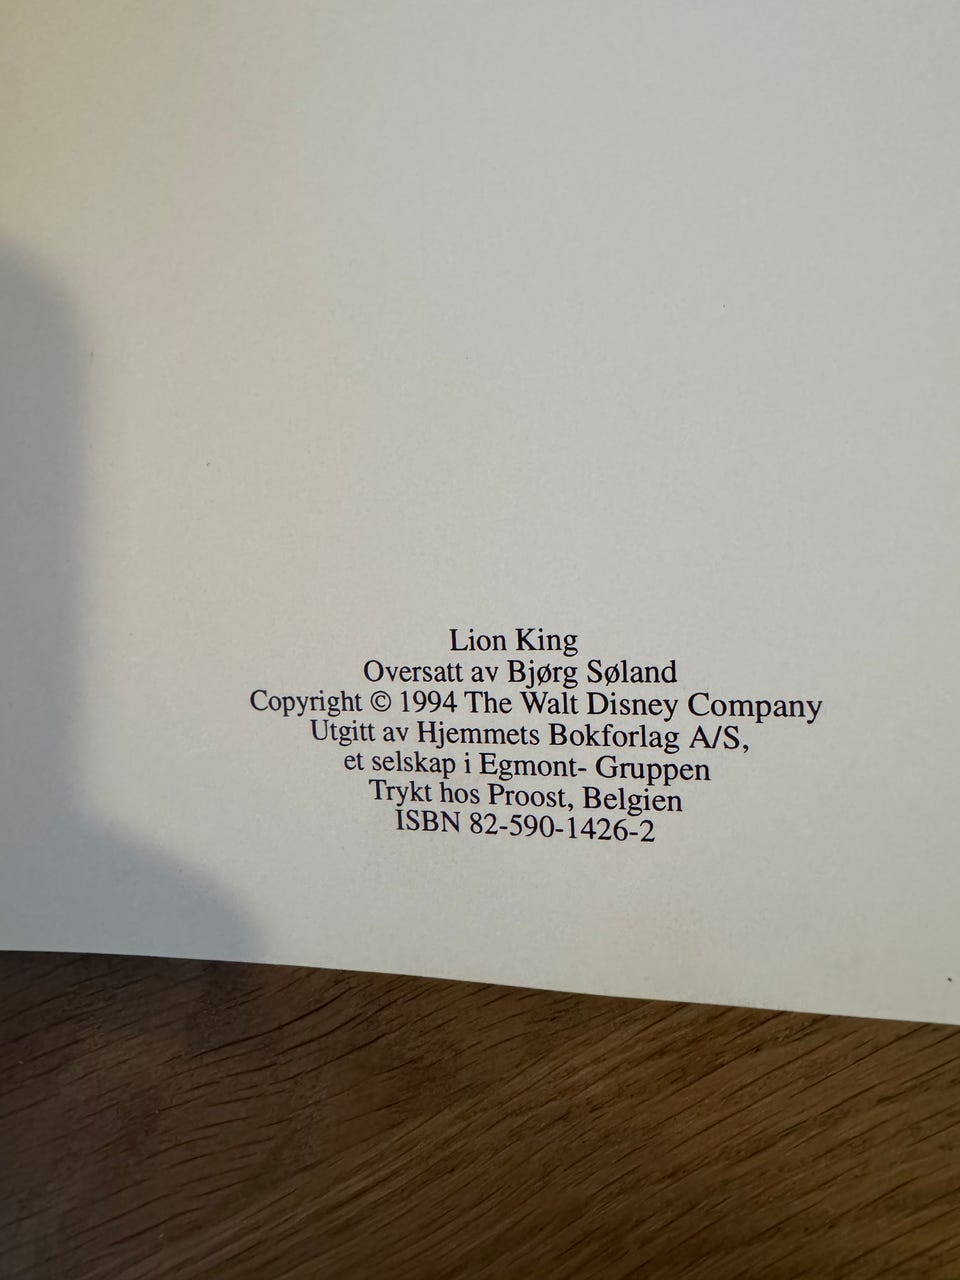 Lion King
Oversatt av Bjørg Søland
Copyright © 1994 The Walt Disney Company
Utgitt av Hjemmets Bokforlag A/S,
et selskap i Egmont- Gruppen
Trykt hos Proost, Belgien
ISBN 82-590-1426-2